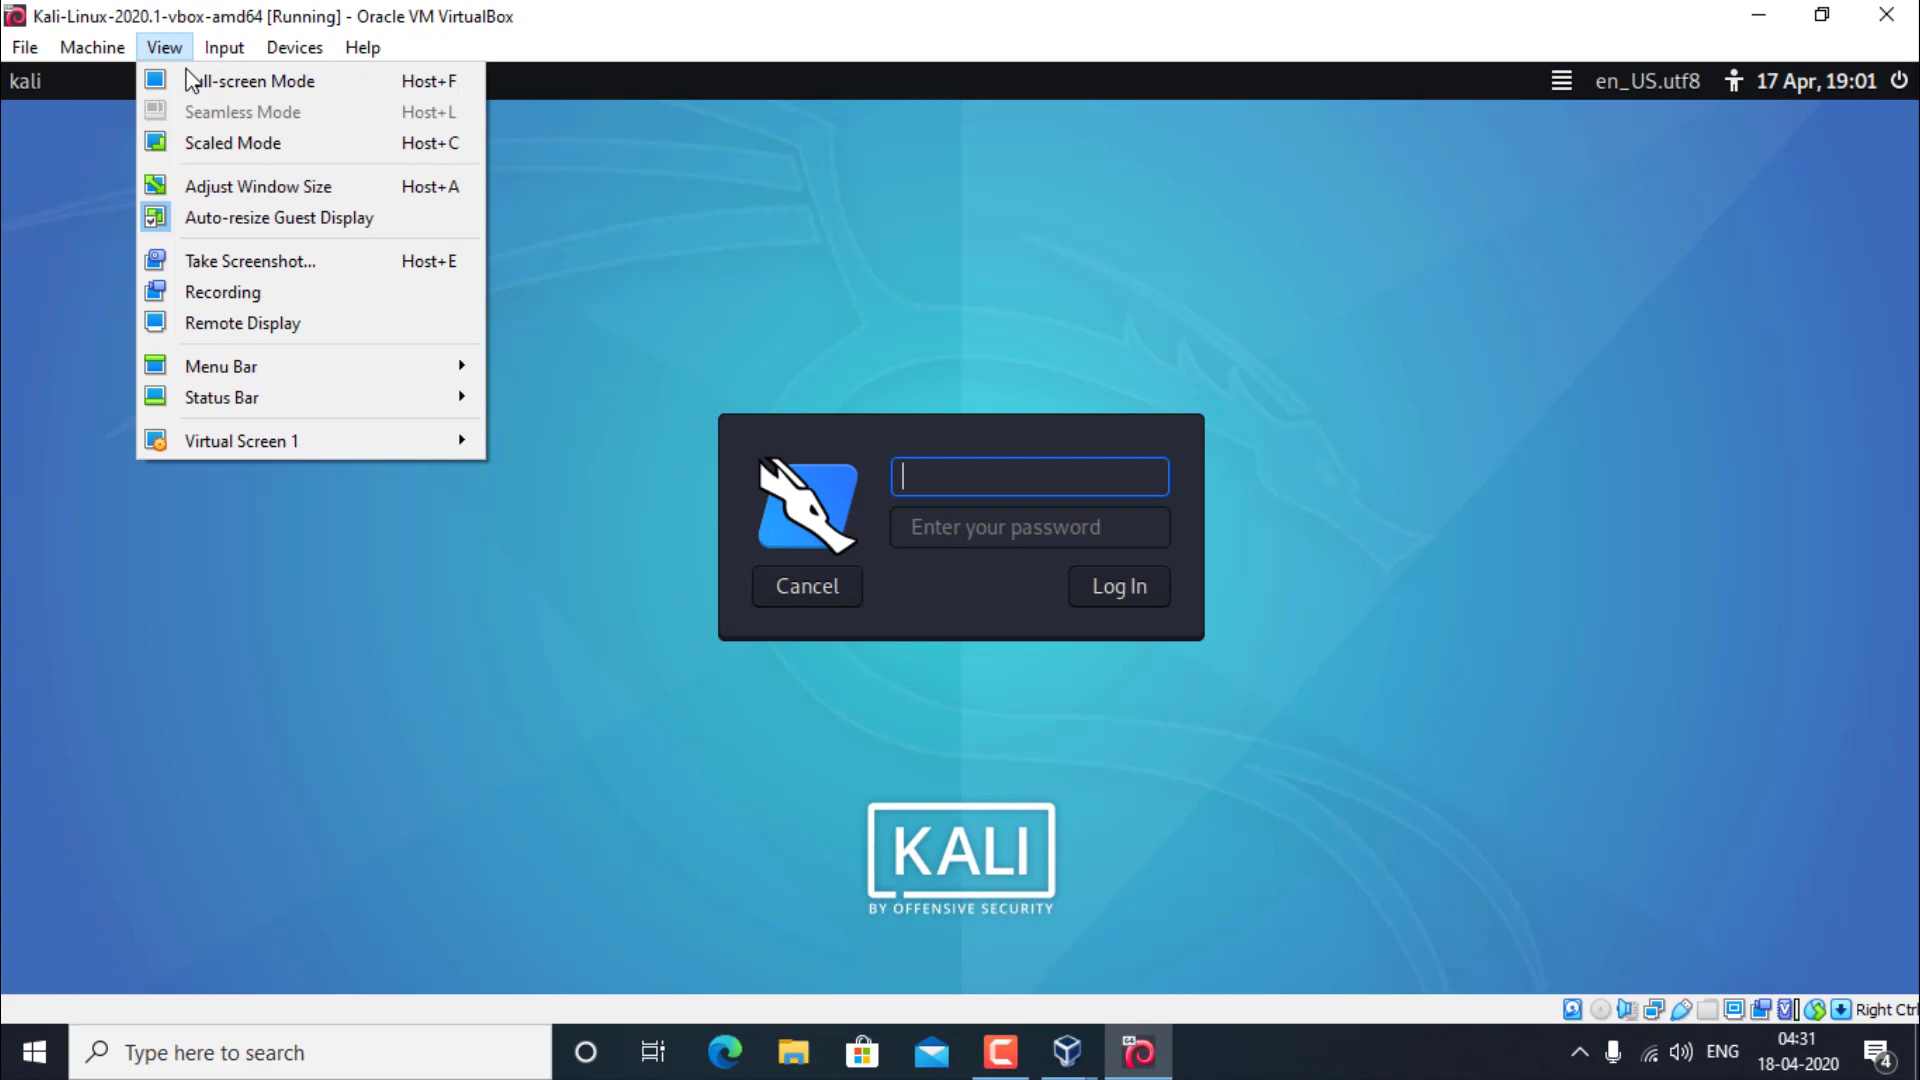 Kali-Linux-2020.1-vbox-amd64 [Running] - Oracle VM VirtualBox
File Machine View Input Devices Help
kali en_US.utf8 17 Apr, 19:01
ll-screen Mode Host+F
Seamless Mode Host+L
Scaled Mode Host+C
Adjust Window Size Host+A
Auto-resize Guest Display
Take Screenshot... Host+E
Recording
Remote Display
Menu Bar
Status Bar
Virtual Screen 1
Enter your password
Cancel Log In
KALI
BY OFFENSIVE SECURITY
Right Ctrl
Type here to search
ENG
04:31
18-04-2020
4
64